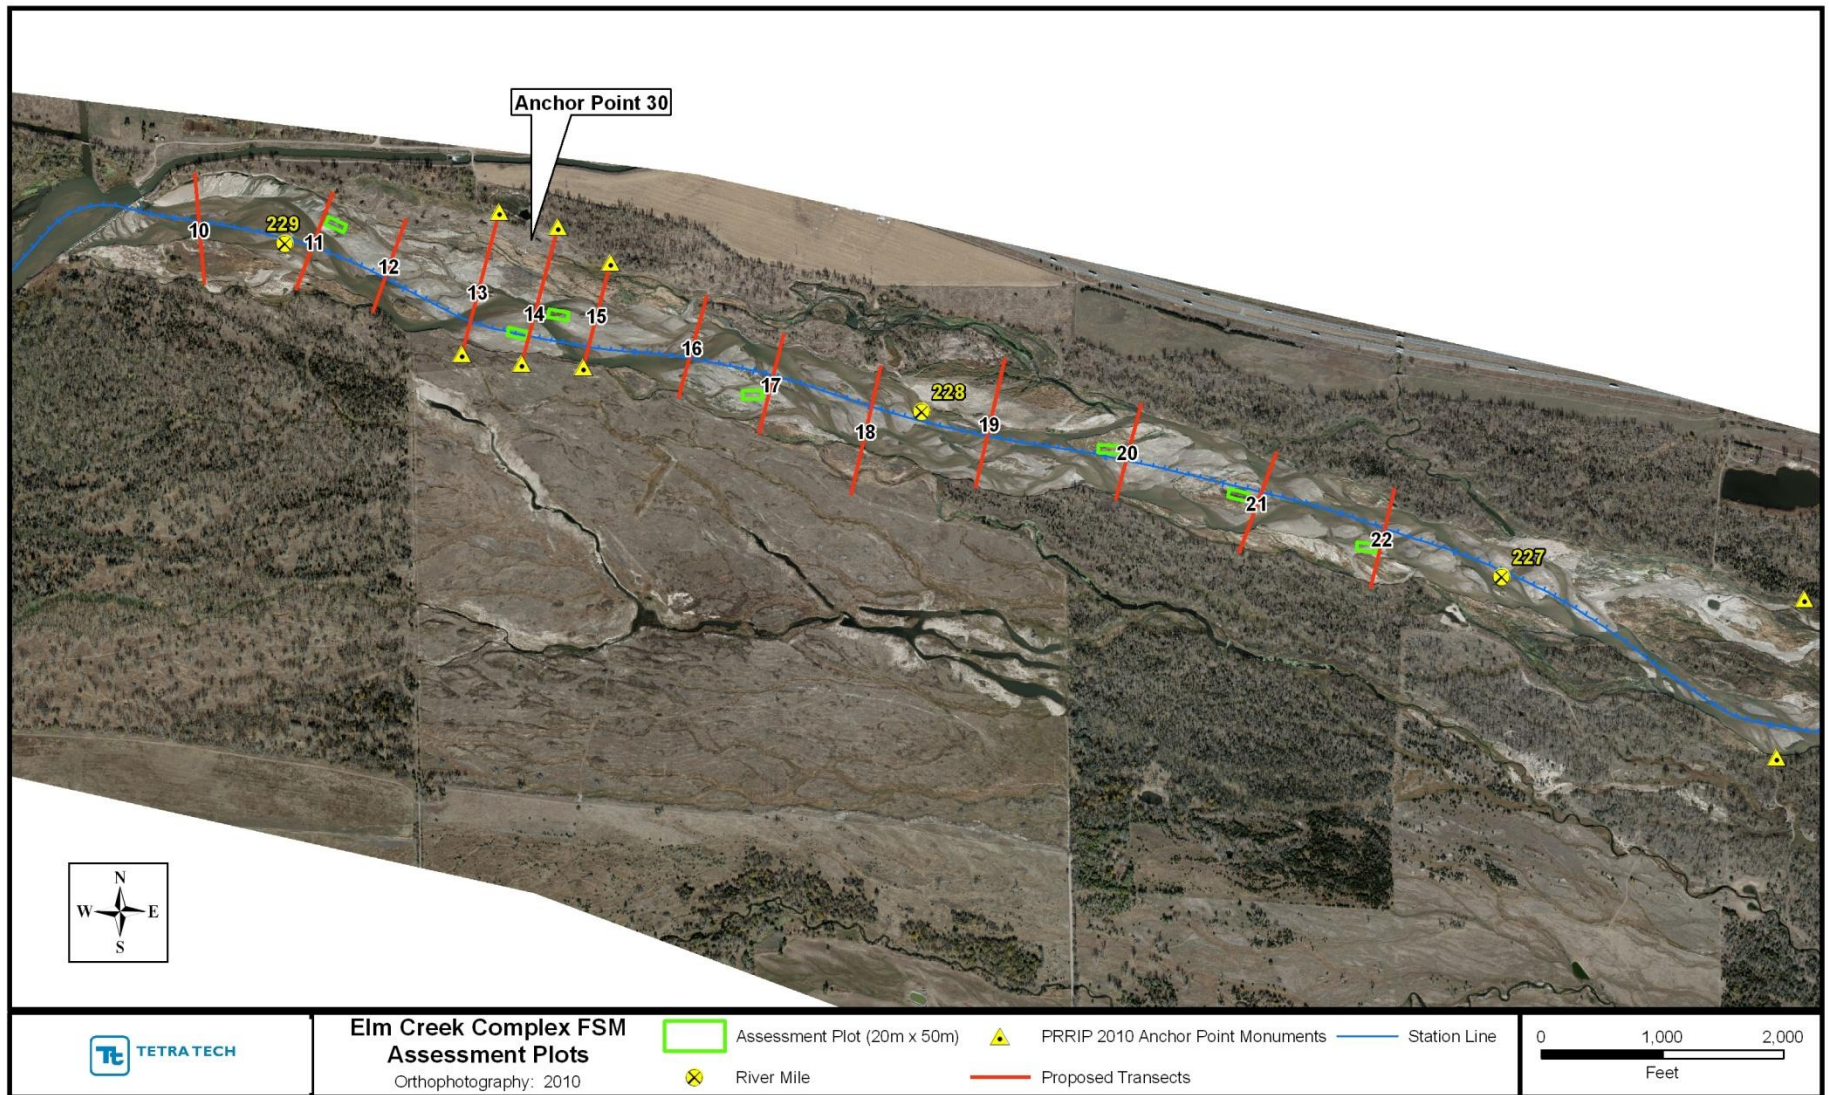 Anchor Point 30
229
10
11
12
13
14
15
16
17
228
18
19
20
21
22
227
N
W
E
S
Tt
TETRA TECH
Elm Creek Complex FSM
Assessment Plots
Orthophotography: 2010
Assessment Plot (20m x 50m)
PRRIP 2010 Anchor Point Monuments
Station Line
River Mile
Proposed Transects
0 1,000 2,000
Feet